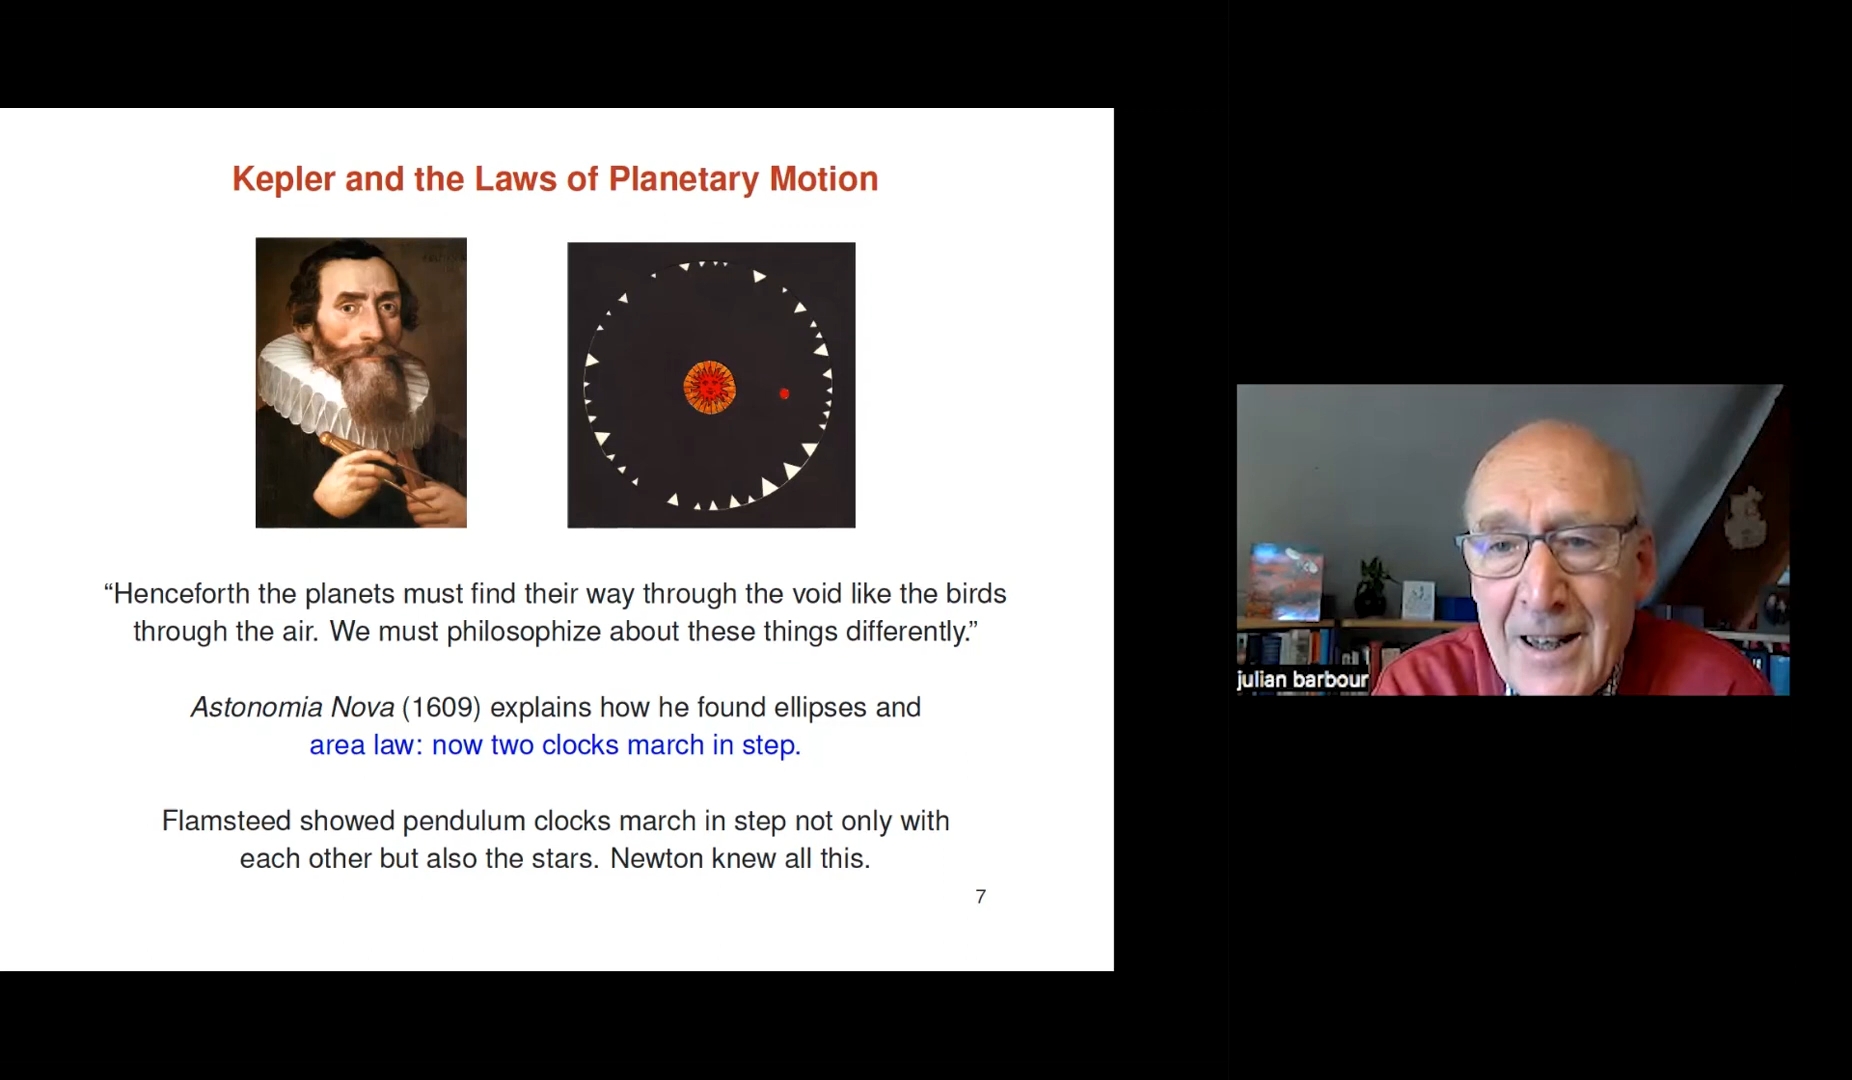 Kepler and the Laws of Planetary Motion
“Henceforth the planets must find their way through the void like the birds
through the air. We must philosophize about these things differently.”
Astonomia Nova (1609) explains how he found ellipses and
area law: now two clocks march in step.
Flamsteed showed pendulum clocks march in step not only with
each other but also the stars. Newton knew all this.
7
julian barbour